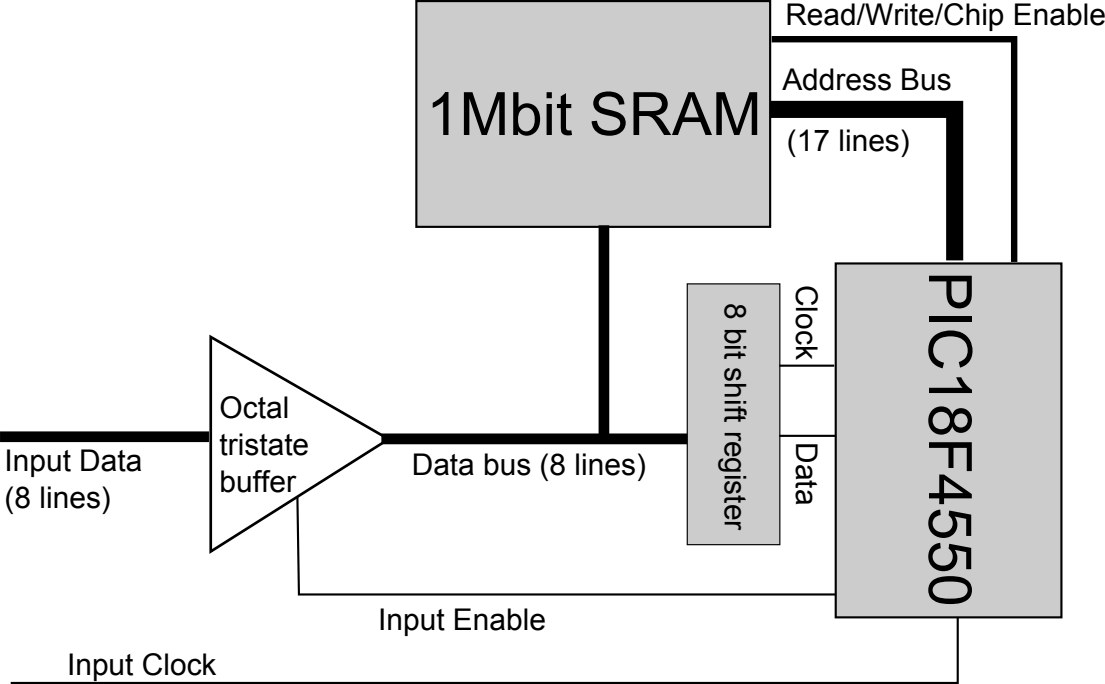 Read/Write/Chip Enable
1Mbit SRAM
Address Bus
(17 lines)
PIC18F4550
8 bit shift register
Clock
Data
Octal
tristate
buffer
Input Data
(8 lines)
Data bus (8 lines)
Input Enable
Input Clock